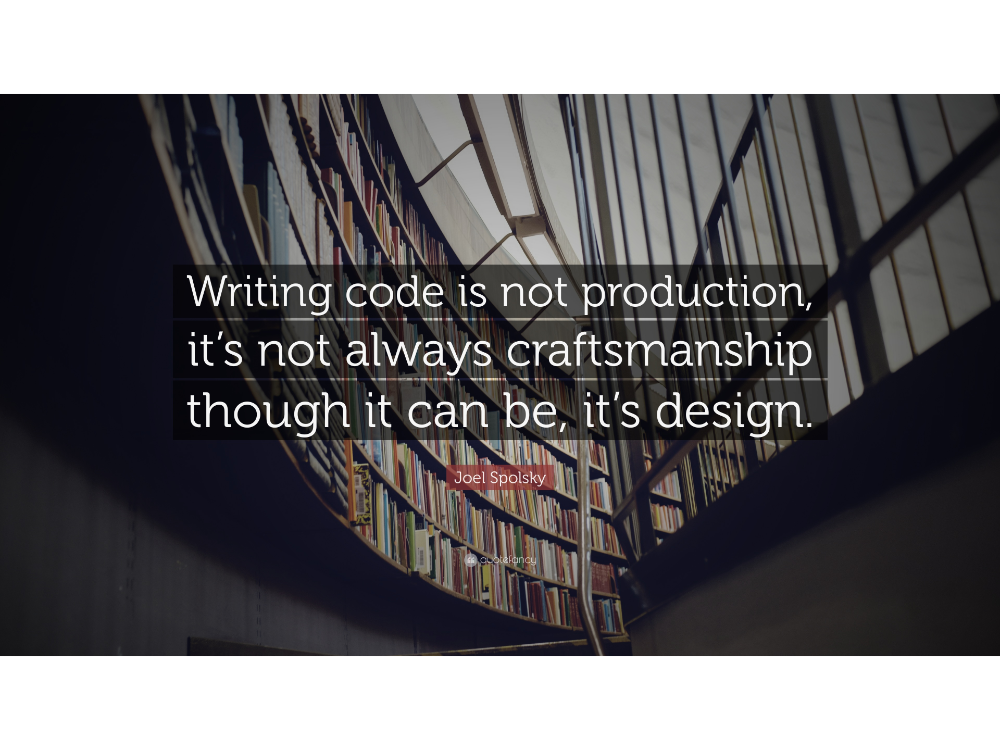 Writing code is not production,
it’s not always craftsmanship
though it can be, it’s design.
Joel Spolsky
quotefancy